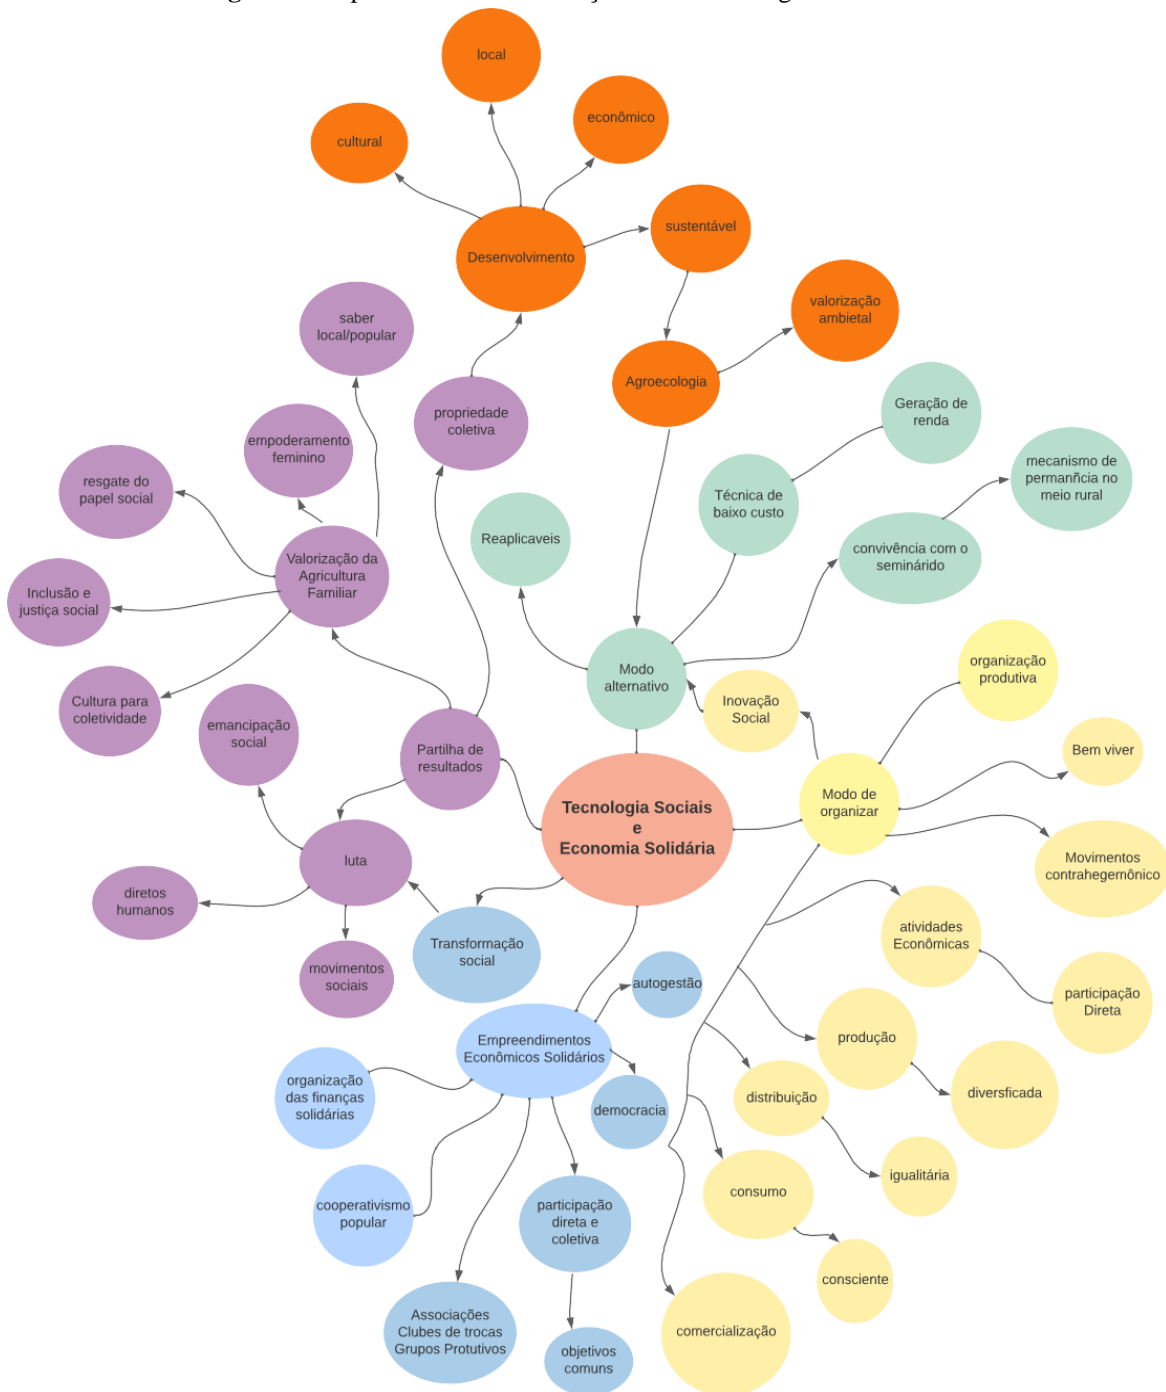 local
econômico
cultural
sustentável
Desenvolvimento
valorização
ambietal
saber
local/popular
Agroecologia
propriedade
coletiva
Geração de
renda
empoderamento
feminino
resgate do
papel social
mecanismo de
permanñcia no
meio rural
Técnica de
baixo custo
Reaplicaveis
convivência com o
seminárido
Valorização da
Agricultura
Familiar
Inclusão e
justiça social
Modo
alternativo
organização
produtiva
Cultura para
coletividade
Inovação
Social
emancipação
social
Partilha de
resultados
Bem viver
Modo de
organizar
Tecnologia Sociais
e
Economia Solidária
luta
Movimentos
contrahegemônico
diretos
humanos
atividades
Econômicas
Transformação
social
movimentos
sociais
autogestão
participação
Direta
Empreendimentos
Econômicos Solidários
produção
organização
das finanças
solidárias
diversficada
distribuição
democracia
igualitária
consumo
cooperativismo
popular
participação
direta e
coletiva
consciente
Associações
Clubes de trocas
Grupos Protutivos
comercialização
objetivos
comuns